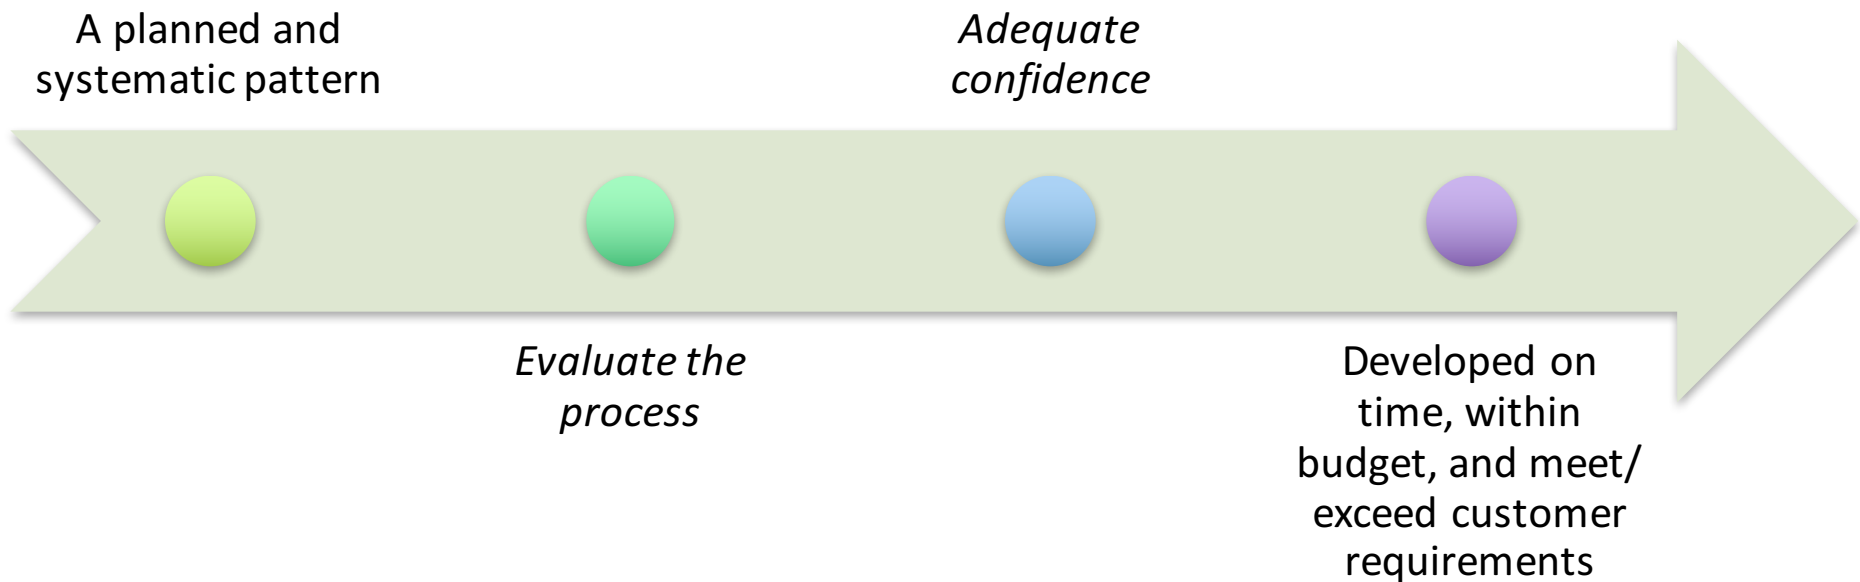 A planned and
systematic pattern
Evaluate the
process
Adequate
confidence
Developed on
time, within
budget, and meet/
exceed customer
requirements